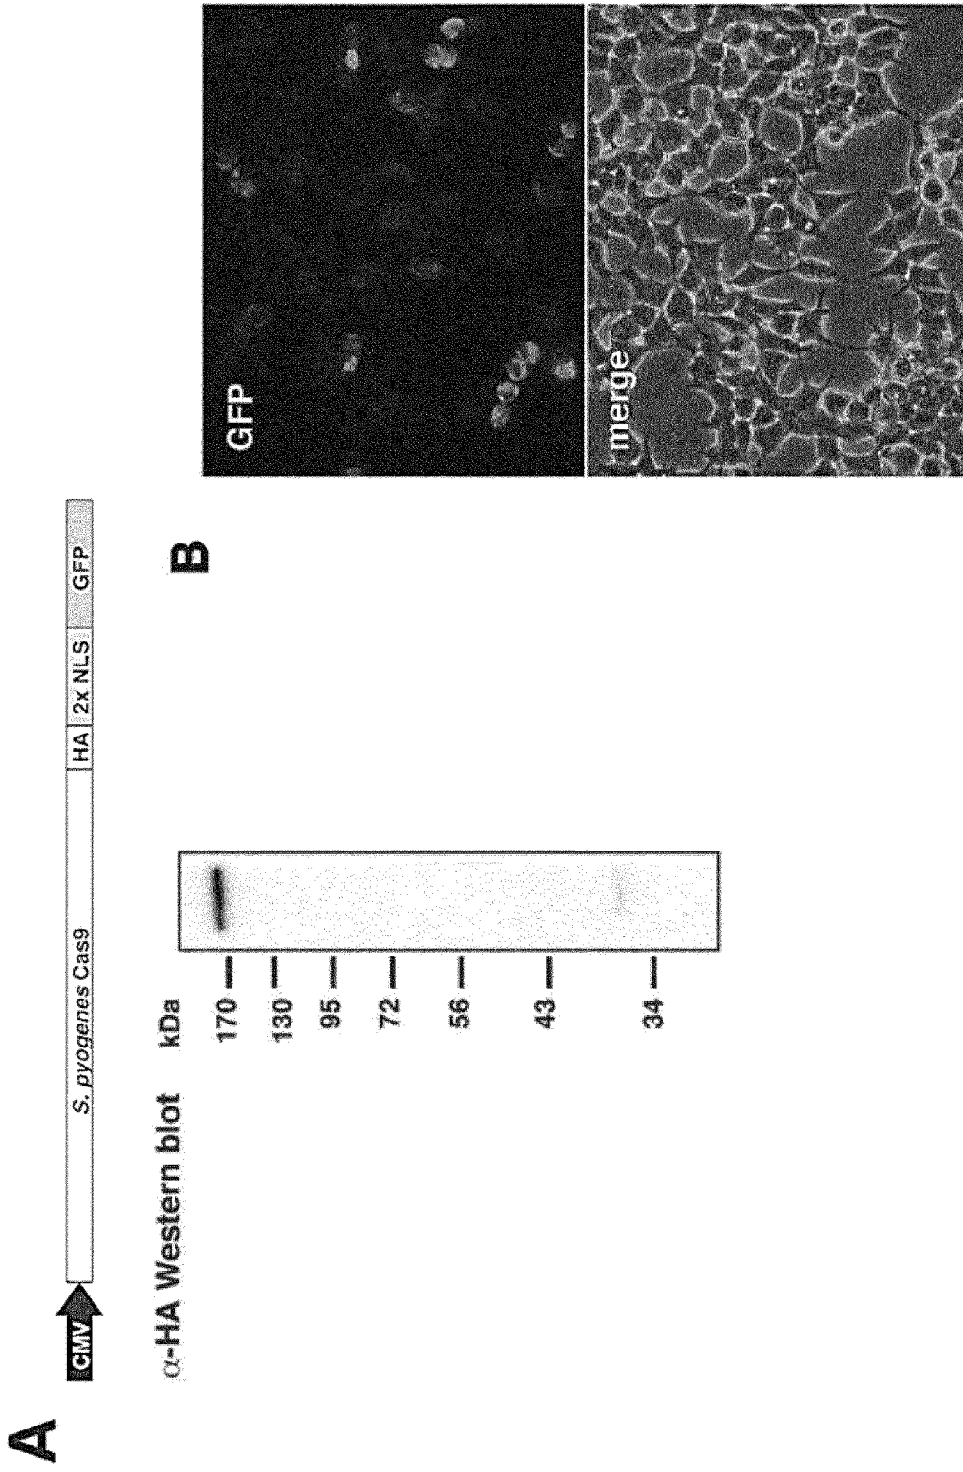 A
CMV S. pyogenes Cas9 HA 2x NLS GFP
α-HA Western blot
kDa
170
130
95
72
56
43
34
B
GFP
merge